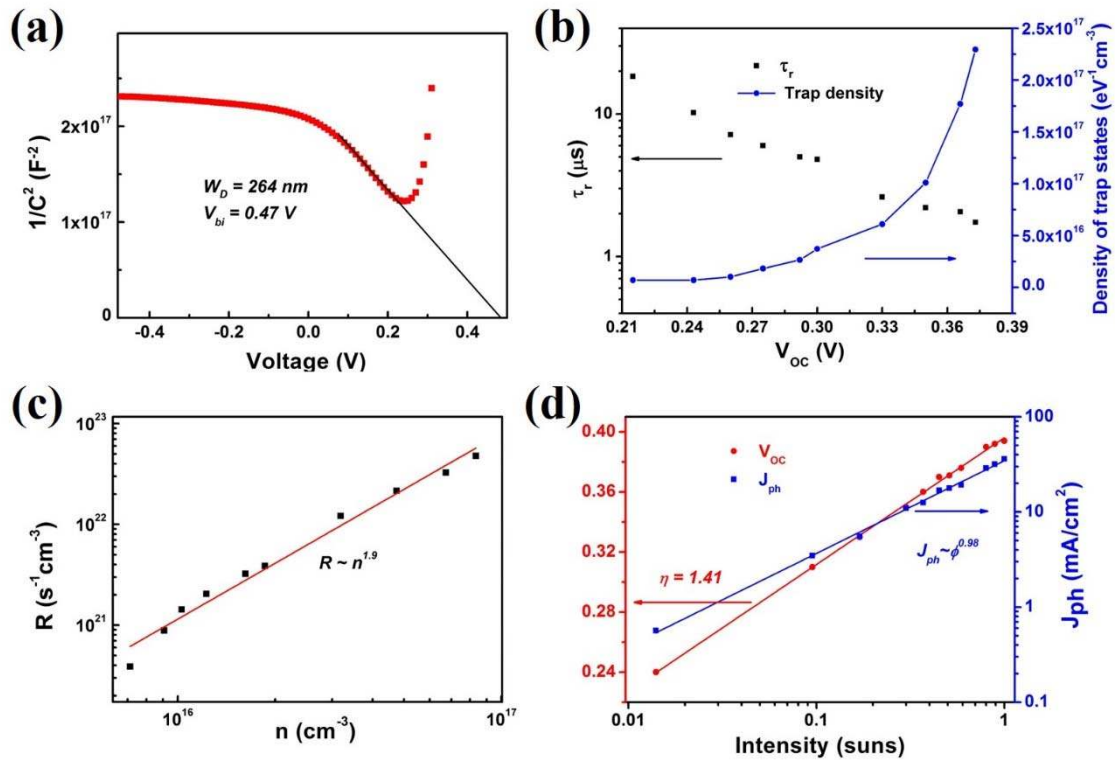 (a)
2x10¹⁷
1x10¹⁷
0
1/C² (F⁻²)
W_D = 264 nm
V_bi = 0.47 V
-0.4 -0.2 0.0 0.2 0.4
Voltage (V)
(b)
10
1
τ_r (μs)
τ_r
Trap density
2.5x10¹⁷
2.0x10¹⁷
1.5x10¹⁷
1.0x10¹⁷
5.0x10¹⁶
0.0
Density of trap states (eV⁻¹cm⁻³)
0.21 0.24 0.27 0.30 0.33 0.36 0.39
V_OC (V)
(c)
10²³
10²²
10²¹
R (s⁻¹cm⁻³)
R ~ n^1.9
10¹⁶ 10¹⁷
n (cm⁻³)
(d)
0.40
0.36
0.32
0.28
0.24
V_OC
J_ph
η = 1.41
J_ph~ϕ^0.98
100
10
1
0.1
Jph (mA/cm²)
0.01 0.1 1
Intensity (suns)